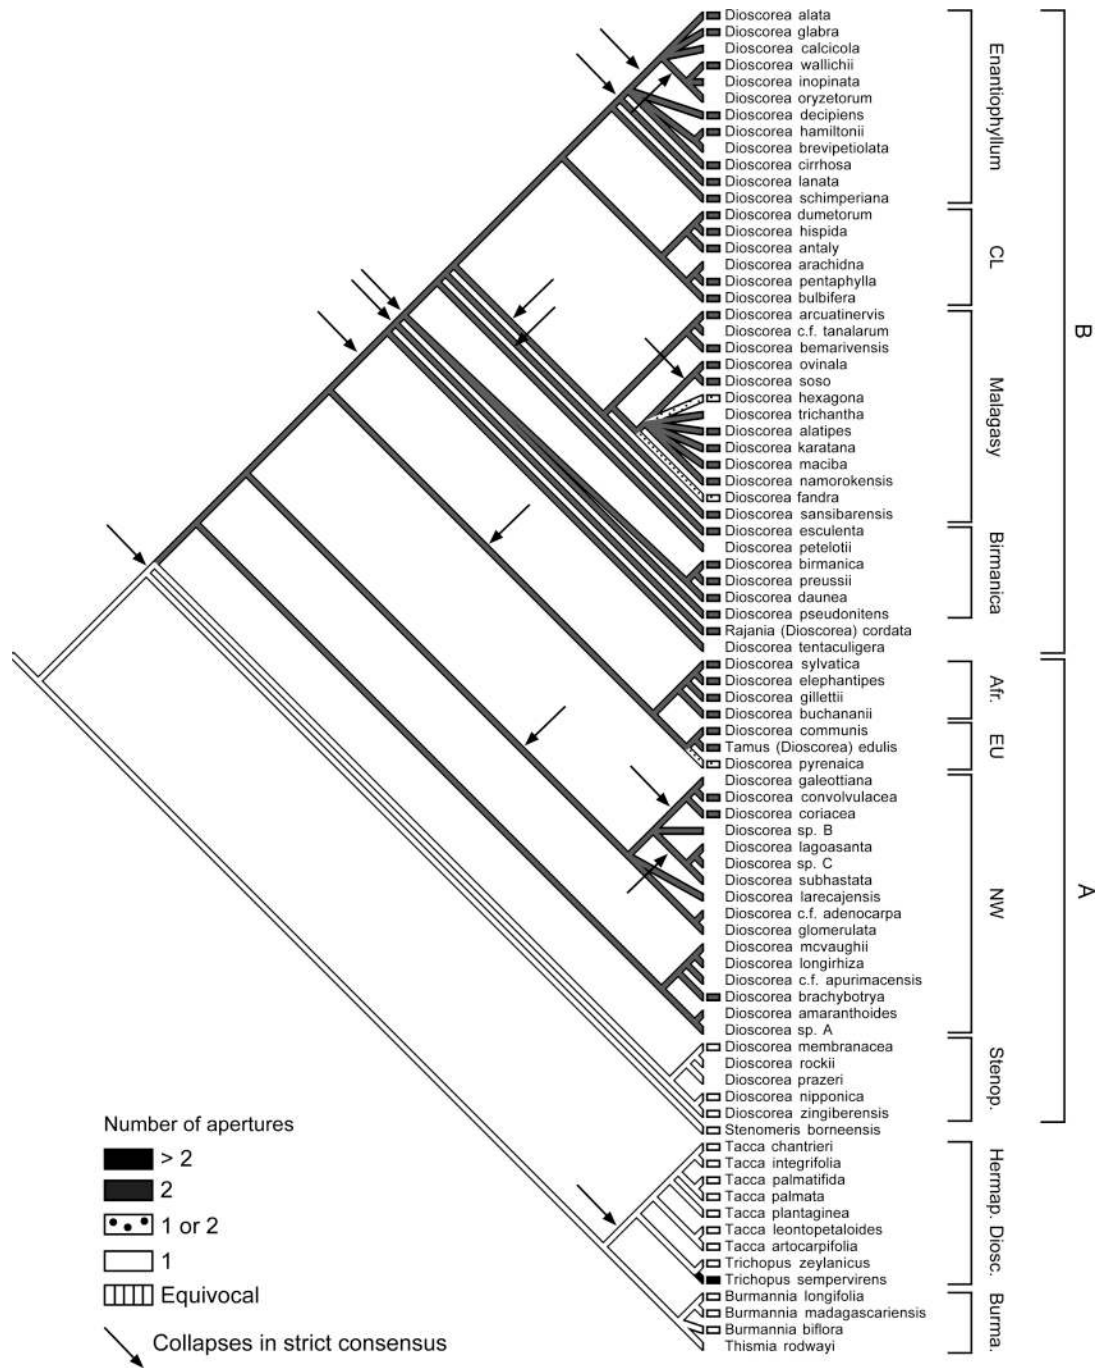 Dioscorea alata
Dioscorea glabra
Dioscorea calcicola
Dioscorea wallichii
Dioscorea inopinata
Dioscorea oryzetorum
Dioscorea decipiens
Dioscorea hamiltonii
Dioscorea brevipetiolata
Dioscorea cirrhosa
Dioscorea lanata
Dioscorea schimperiana
Dioscorea dumetorum
Dioscorea hispida
Dioscorea antaly
Dioscorea arachidna
Dioscorea pentaphylla
Dioscorea bulbifera
Dioscorea arcuatinervis
Dioscorea c.f. tanalarum
Dioscorea bemarivensis
Dioscorea ovinala
Dioscorea soso
Dioscorea hexagona
Dioscorea trichantha
Dioscorea alatipes
Dioscorea karatana
Dioscorea maciba
Dioscorea namorokensis
Dioscorea fandra
Dioscorea sansibarensis
Dioscorea esculenta
Dioscorea petelotii
Dioscorea birmanica
Dioscorea preussii
Dioscorea daunea
Dioscorea pseudonitens
Rajania (Dioscorea) cordata
Dioscorea tentaculigera
Dioscorea sylvatica
Dioscorea elephantipes
Dioscorea gillettii
Dioscorea buchananii
Dioscorea communis
Tamus (Dioscorea) edulis
Dioscorea pyrenaica
Dioscorea galeottiana
Dioscorea convolvulacea
Dioscorea coriacea
Dioscorea sp. B
Dioscorea lagoasanta
Dioscorea sp. C
Dioscorea subhastata
Dioscorea larecajensis
Dioscorea c.f. adenocarpa
Dioscorea glomerulata
Dioscorea mcvaughii
Dioscorea longirhiza
Dioscorea c.f. apurimacensis
Dioscorea brachybotrya
Dioscorea amaranthoides
Dioscorea sp. A
Dioscorea membranacea
Dioscorea rockii
Dioscorea prazeri
Dioscorea nipponica
Dioscorea zingiberensis
Stenomeris borneensis
Tacca chantrieri
Tacca integrifolia
Tacca palmatifida
Tacca palmata
Tacca plantaginea
Tacca leontopetaloides
Tacca artocarpifolia
Trichopus zeylanicus
Trichopus sempervirens
Burmannia longifolia
Burmannia madagascariensis
Burmannia biflora
Thismia rodwayi
Enantiophyllum
CL
Malagasy
Birmanica
Afr.
EU
NW
Stenop.
Hermap. Diosc.
Burma.
B
A
Number of apertures
> 2
2
1 or 2
1
Equivocal
Collapses in strict consensus